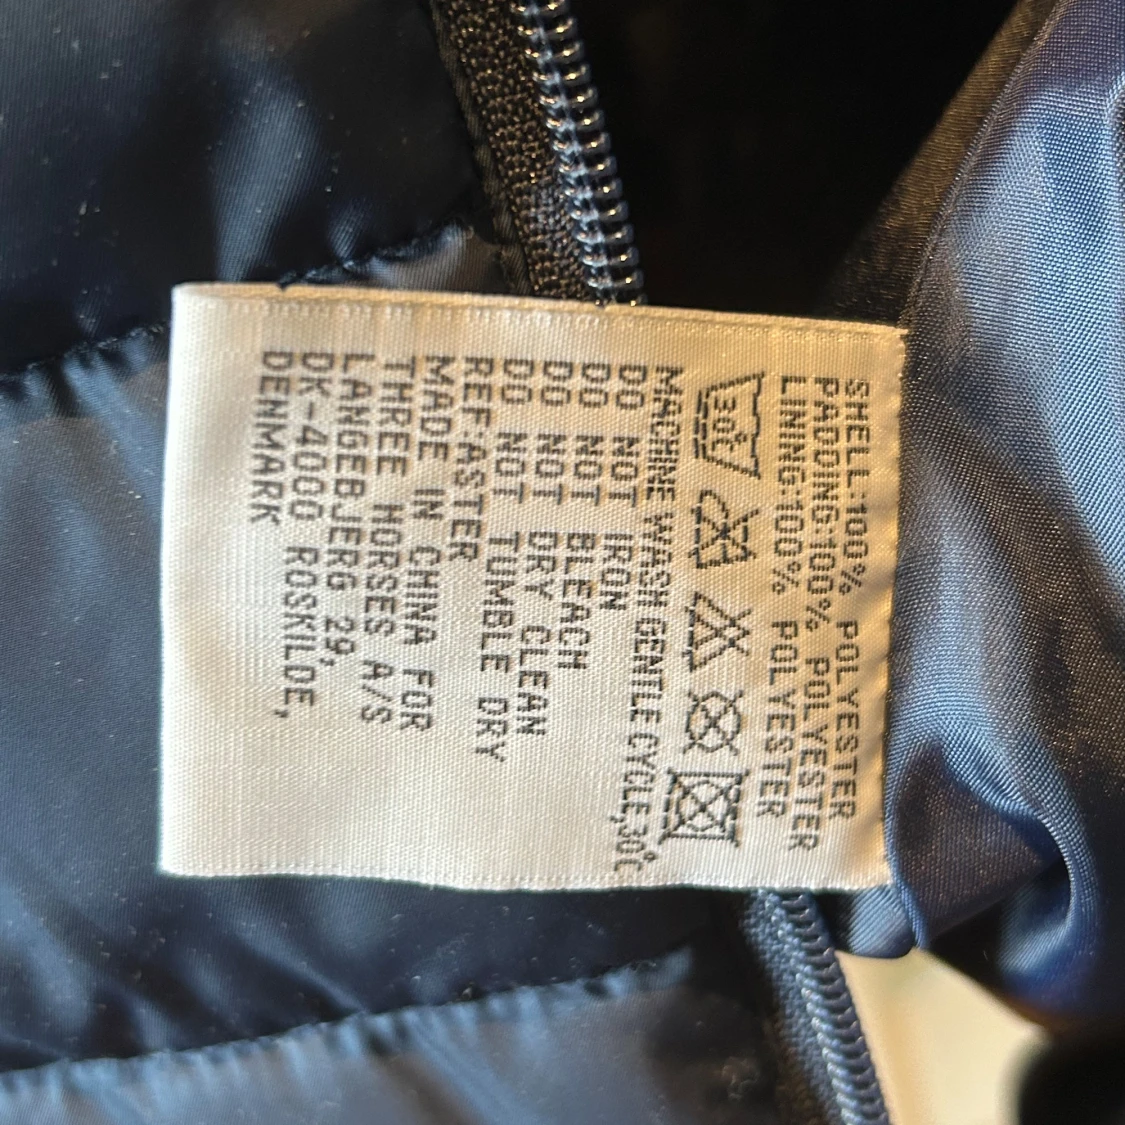 SHELL:100% POLYESTER
PADDING:100% POLYESTER
LINING:100% POLYESTER
30°C
MACHINE WASH GENTLE CYCLE,30°C
DO NOT IRON
DO NOT BLEACH
DO NOT DRY CLEAN
DO NOT TUMBLE DRY
REF:ASTER
MADE IN CHINA FOR
THREE HORSES A/S
LANGEBJERG 29,
DK-4000 ROSKILDE,
DENMARK